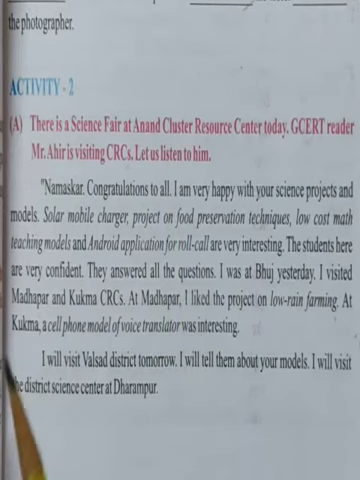 the photographer.
ACTIVITY - 2
(A) There is a Science Fair at Anand Cluster Resource Center today. GCERT reader
Mr. Ahir is visiting CRCs. Let us listen to him.
"Namaskar. Congratulations to all. I am very happy with your science projects and
models. Solar mobile charger, project on food preservation techniques, low cost math
teaching models and Android application for roll-call are very interesting. The students here
are very confident. They answered all the questions. I was at Bhuj yesterday. I visited
Madhapar and Kukma CRCs. At Madhapar, I liked the project on low-rain farming. At
Kukma, a cell phone model of voice translator was interesting.
I will visit Valsad district tomorrow. I will tell them about your models. I will visit
the district science center at Dharampur.